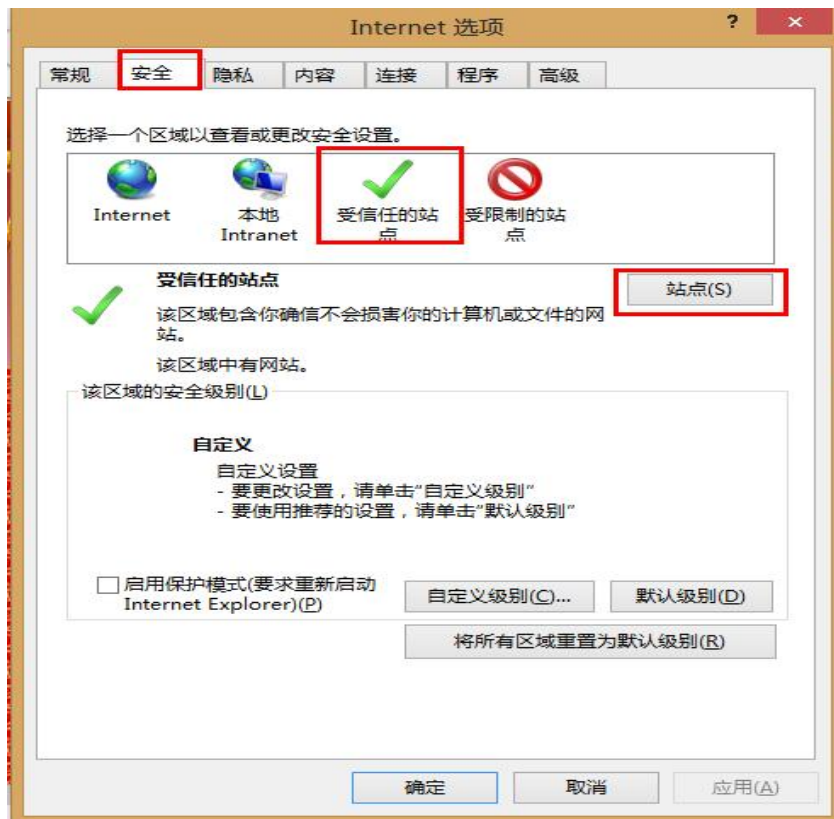 Internet 选项
?
×
常规 安全 隐私 内容 连接 程序 高级
选择一个区域以查看或更改安全设置。
Internet
本地
Intranet
受信任的站
点
受限制的站
点
受信任的站点
站点(S)
该区域包含你确信不会损害你的计算机或文件的网
站。
该区域中有网站。
该区域的安全级别(L)
自定义
自定义设置
- 要更改设置，请单击“自定义级别”
- 要使用推荐的设置，请单击“默认级别”
启用保护模式(要求重新启动
Internet Explorer)(P)
自定义级别(C)... 默认级别(D)
将所有区域重置为默认级别(R)
确定 取消 应用(A)